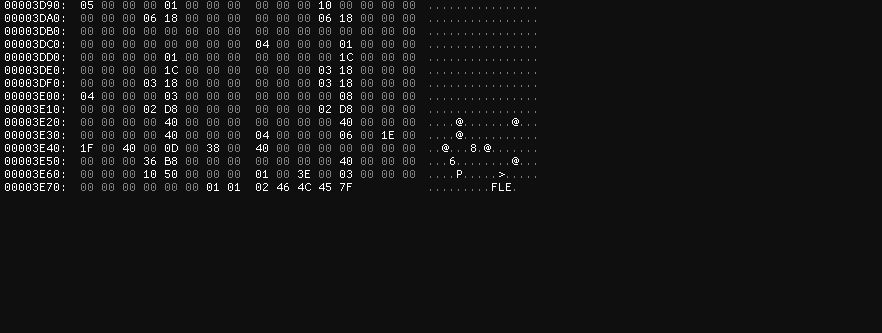 00003D90: 05 00 00 00 01 00 00 00 00 00 00 10 00 00 00 00 ................
00003DA0: 00 00 00 06 18 00 00 00 00 00 00 06 18 00 00 00 ................
00003DB0: 00 00 00 00 00 00 00 00 00 00 00 00 00 00 00 00 ................
00003DC0: 00 00 00 00 00 00 00 00 04 00 00 00 01 00 00 00 ................
00003DD0: 00 00 00 00 01 00 00 00 00 00 00 00 1C 00 00 00 ................
00003DE0: 00 00 00 00 1C 00 00 00 00 00 00 03 18 00 00 00 ................
00003DF0: 00 00 00 03 18 00 00 00 00 00 00 03 18 00 00 00 ................
00003E00: 04 00 00 00 03 00 00 00 00 00 00 00 08 00 00 00 ................
00003E10: 00 00 00 02 D8 00 00 00 00 00 00 02 D8 00 00 00 ................
00003E20: 00 00 00 00 40 00 00 00 00 00 00 00 40 00 00 00 ....@.......@...
00003E30: 00 00 00 00 40 00 00 00 04 00 00 00 06 00 1E 00 ....@...........
00003E40: 1F 00 40 00 0D 00 38 00 40 00 00 00 00 00 00 00 ..@...8.@.......
00003E50: 00 00 00 36 B8 00 00 00 00 00 00 00 40 00 00 00 ...6........@...
00003E60: 00 00 00 10 50 00 00 00 01 00 3E 00 03 00 00 00 ....P.....>.....
00003E70: 00 00 00 00 00 00 01 01 02 46 4C 45 7F .........FLE.